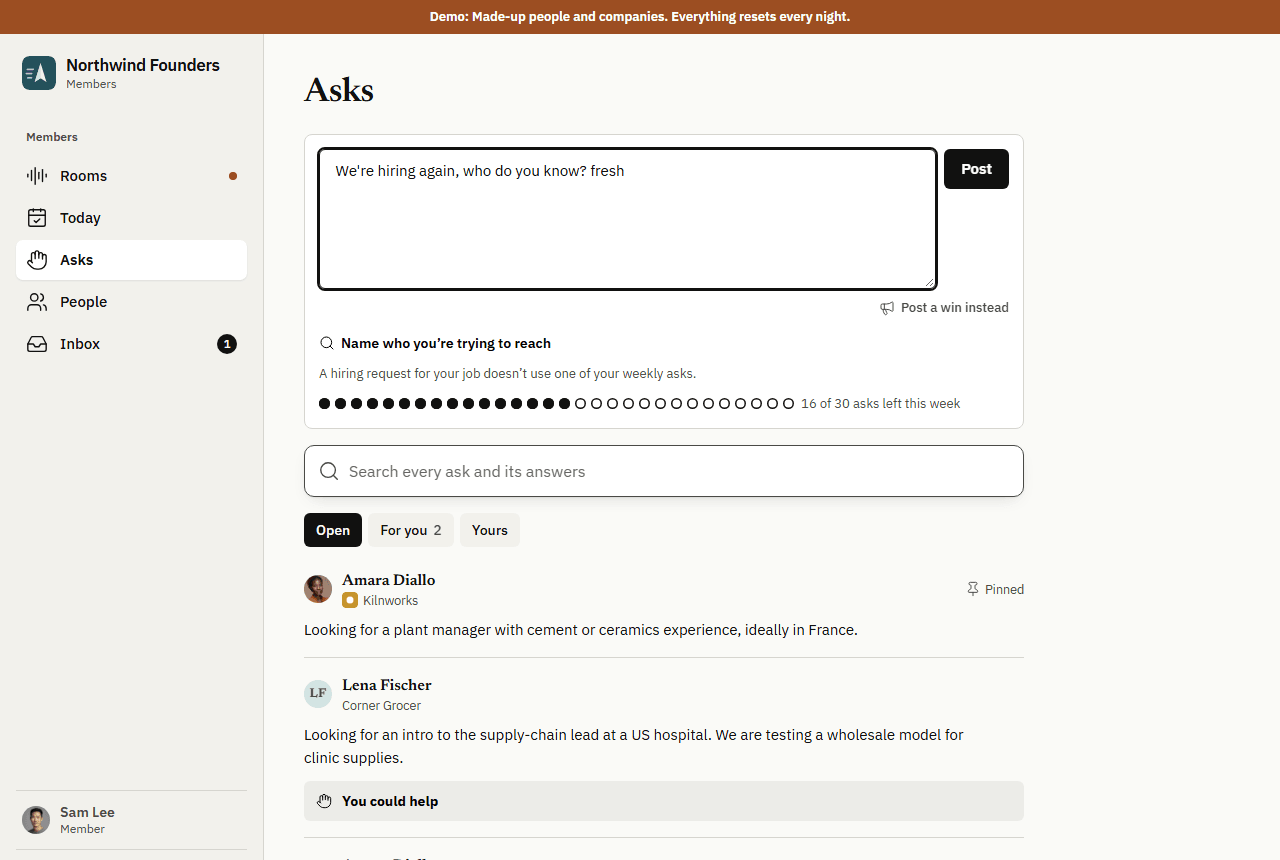 Demo: Made-up people and companies. Everything resets every night.
Northwind Founders
Members
Members
Rooms
Today
Asks
People
Inbox
1
Sam Lee
Member
Asks
We're hiring again, who do you know? fresh
Post
Post a win instead
Name who you’re trying to reach
A hiring request for your job doesn’t use one of your weekly asks.
16 of 30 asks left this week
Search every ask and its answers
Open
For you 2
Yours
Amara Diallo
Kilnworks
Pinned
Looking for a plant manager with cement or ceramics experience, ideally in France.
LF
Lena Fischer
Corner Grocer
Looking for an intro to the supply-chain lead at a US hospital. We are testing a wholesale model for
clinic supplies.
You could help